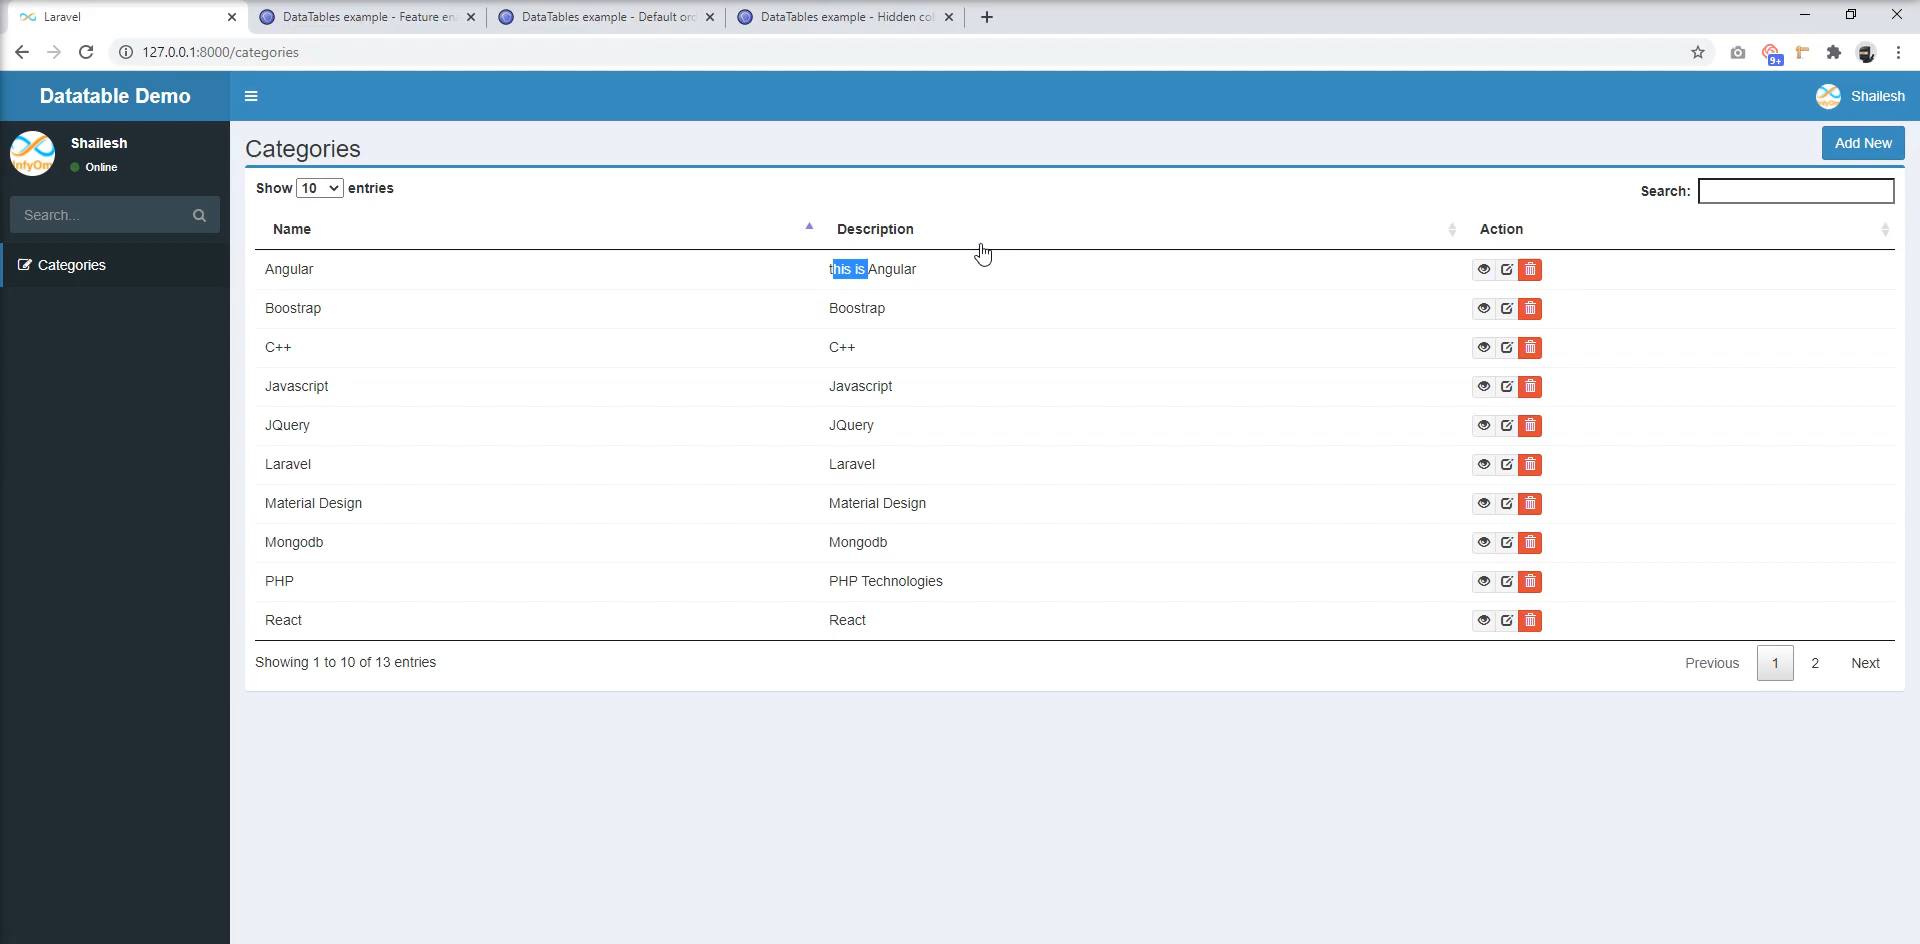 Laravel
DataTables example - Feature en
DataTables example - Default ord
DataTables example - Hidden col
127.0.0.1:8000/categories
9+
Datatable Demo
Shailesh
Shailesh
Online
InfyOm
Search...
Categories
Categories
Add New
Show 10 entries
Search:
Name Description Action
Angular this is Angular
Boostrap Boostrap
C++ C++
Javascript Javascript
JQuery JQuery
Laravel Laravel
Material Design Material Design
Mongodb Mongodb
PHP PHP Technologies
React React
Showing 1 to 10 of 13 entries
Previous 1 2 Next